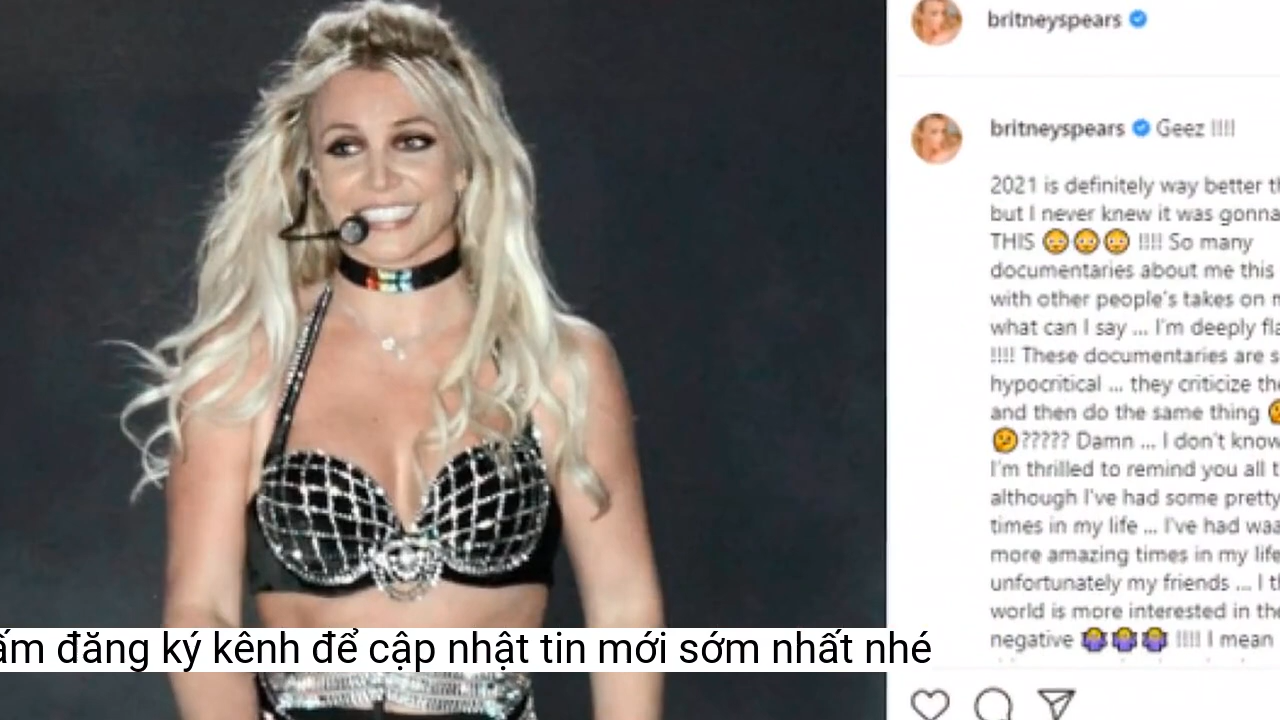 britneyspears
britneyspears Geez !!!!
2021 is definitely way better
but I never knew it was gonna
THIS 😳😳😳 !!!! So many
documentaries about me this
with other people's takes on
what can I say ... I'm deeply
!!!! These documentaries are
hypocritical ... they criticize
and then do the same thing
????? Damn ... I don't know
I'm thrilled to remind you all
although I've had some pretty
times in my life ... I've had
more amazing times in my life
unfortunately my friends ... I
world is more interested in
negative 🤷‍♀️🤷‍♀️🤷‍♀️ !!!! I mean
đăng ký kênh để cập nhật tin mới sớm nhất nhé